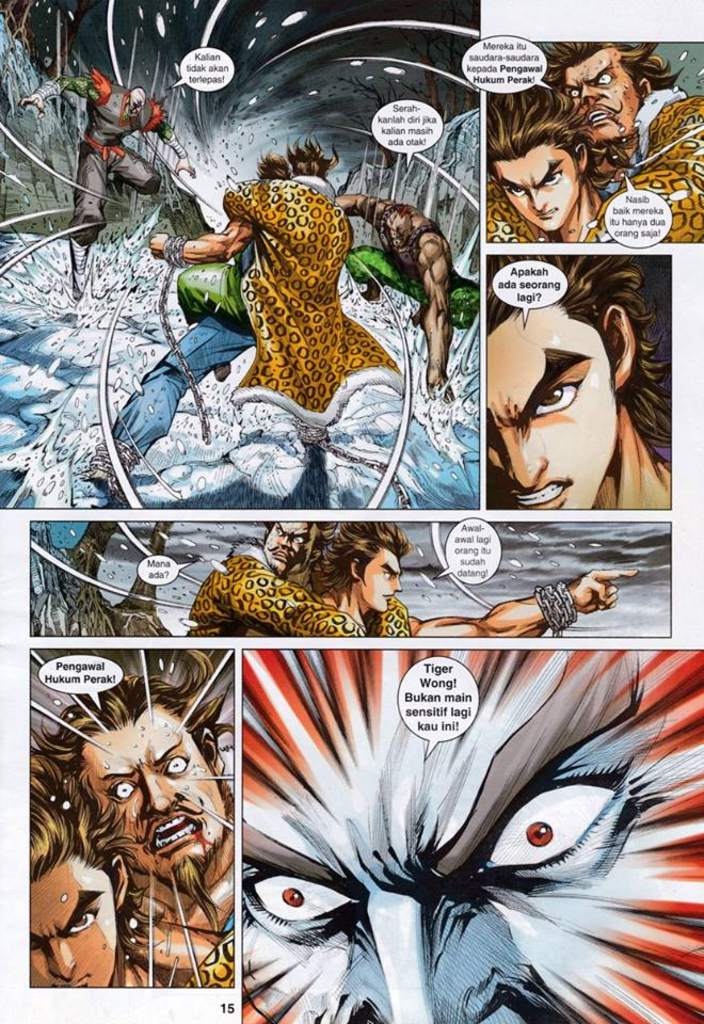 Kalian
tidak akan
terlepas!
Serah-
kanlah diri jika
kalian masih
ada otak!
Mereka itu
saudara-saudara
kepada Pengawal
Hukum Perak!
Nasib
baik mereka
itu hanya dua
orang saja!
Apakah
ada seorang
lagi?
Mana
ada?
Awal-
awal lagi
orang itu
sudah
datang!
Pengawal
Hukum Perak!
Tiger
Wong!
Bukan main
sensitif lagi
kau ini!
15